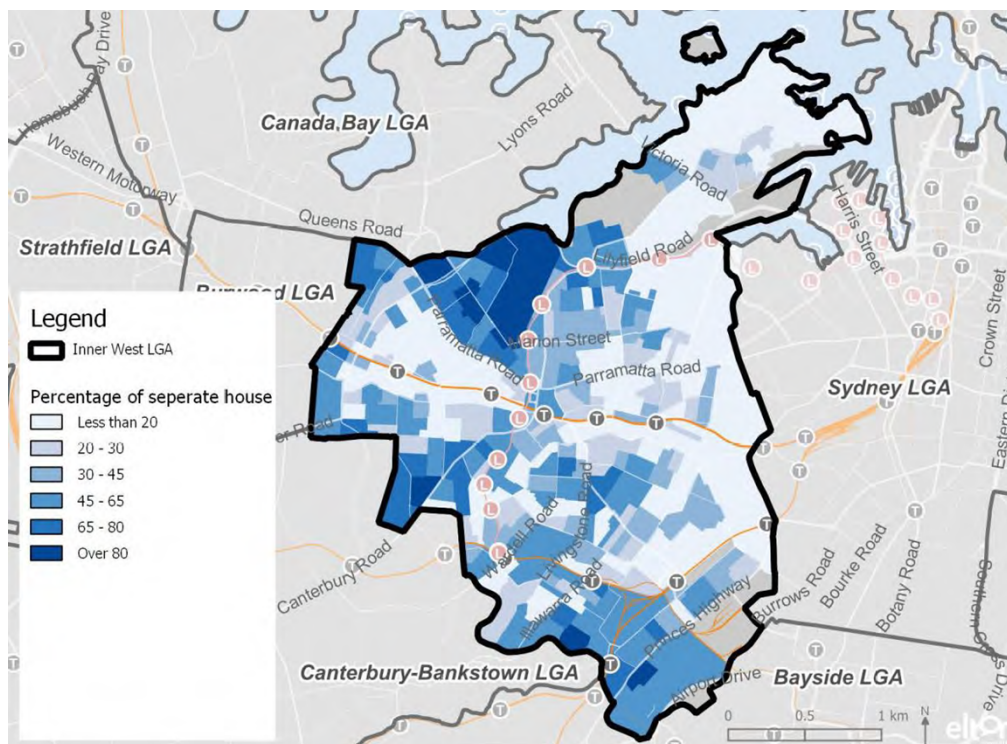 Homebush Bay Drive
Western Motorway
Canada Bay LGA
Lyons Road
Victoria Road
Queens Road
Harris Street
Strathfield LGA
Burwood LGA
Lilyfield Road
Crown Street
Legend
Inner West LGA
Percentage of seperate house
Less than 20
20 - 30
30 - 45
45 - 65
65 - 80
Over 80
Parramatta Road
Marion Street
Parramatta Road
Sydney LGA
Wardell Road
Livingstone Road
Illawarra Road
Canterbury Road
Princes Highway
Burrows Road
Bourke Road
Botany Road
Canterbury-Bankstown LGA
Airport Drive
Bayside LGA
0 1 km
N
T
L